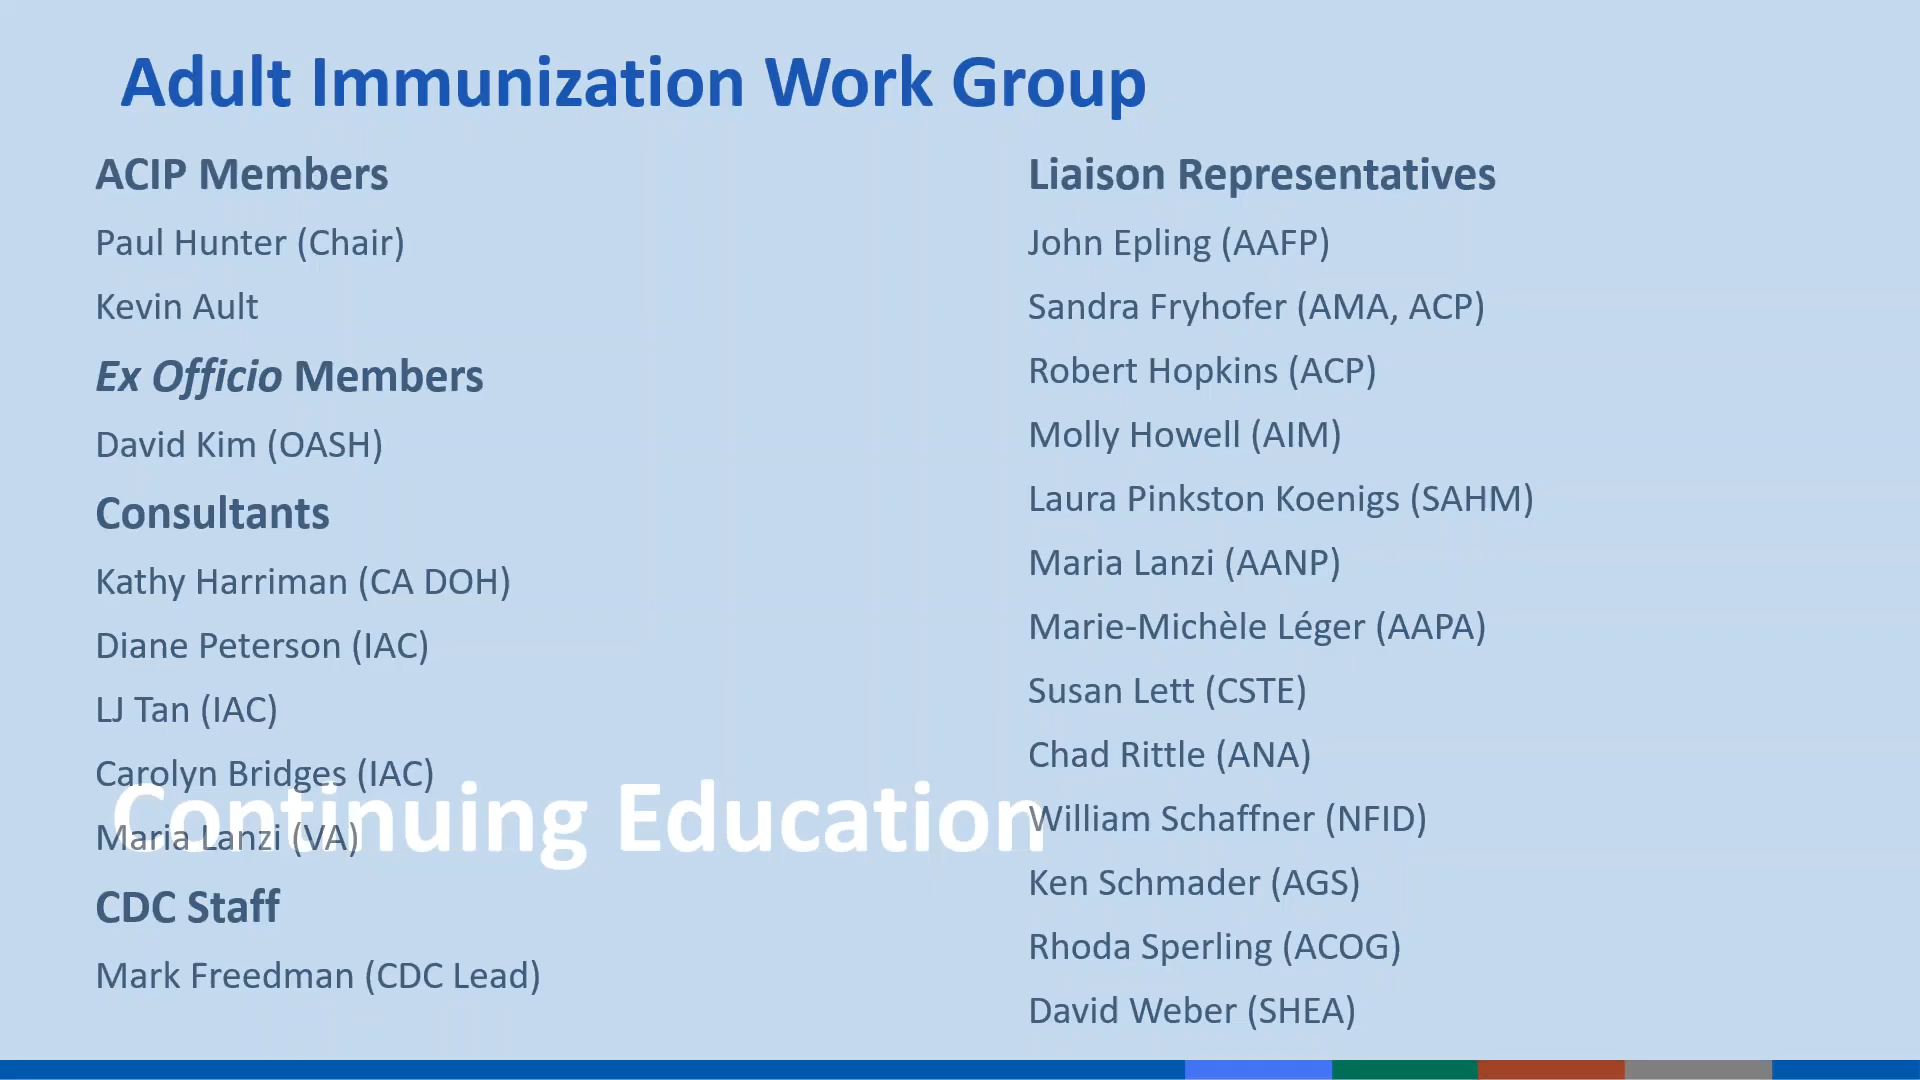 Adult Immunization Work Group
ACIP Members
Paul Hunter (Chair)
Kevin Ault
Ex Officio Members
David Kim (OASH)
Consultants
Kathy Harriman (CA DOH)
Diane Peterson (IAC)
LJ Tan (IAC)
Carolyn Bridges (IAC)
Maria Lanzi (VA)
Continuing Education
CDC Staff
Mark Freedman (CDC Lead)
Liaison Representatives
John Epling (AAFP)
Sandra Fryhofer (AMA, ACP)
Robert Hopkins (ACP)
Molly Howell (AIM)
Laura Pinkston Koenigs (SAHM)
Maria Lanzi (AANP)
Marie-Michèle Léger (AAPA)
Susan Lett (CSTE)
Chad Rittle (ANA)
William Schaffner (NFID)
Ken Schmader (AGS)
Rhoda Sperling (ACOG)
David Weber (SHEA)